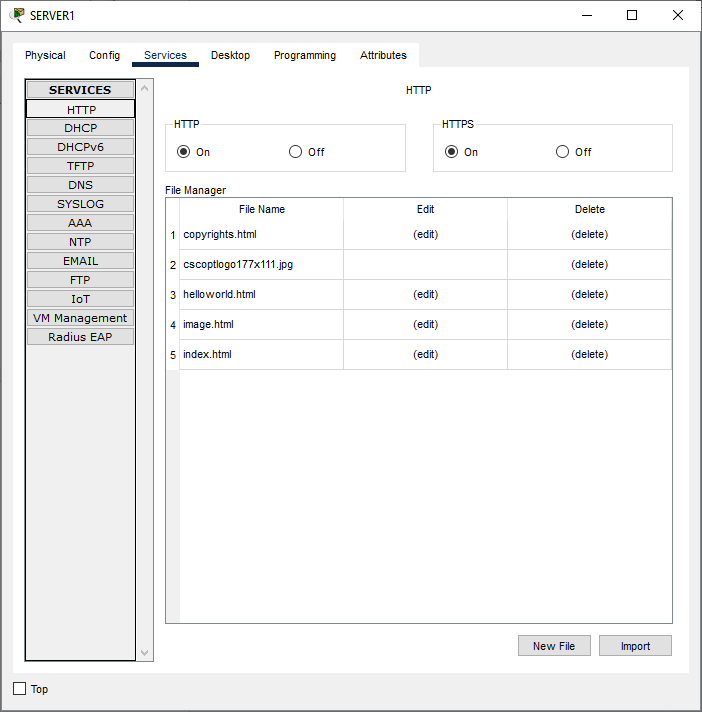 SERVER1
Physical Config Services Desktop Programming Attributes
SERVICES
HTTP
DHCP
DHCPv6
TFTP
DNS
SYSLOG
AAA
NTP
EMAIL
FTP
IoT
VM Management
Radius EAP
HTTP
HTTP
On Off
HTTPS
On Off
File Manager
File Name Edit Delete
1 copyrights.html (edit) (delete)
2 cscoptlogo177x111.jpg (delete)
3 helloworld.html (edit) (delete)
4 image.html (edit) (delete)
5 index.html (edit) (delete)
New File Import
Top